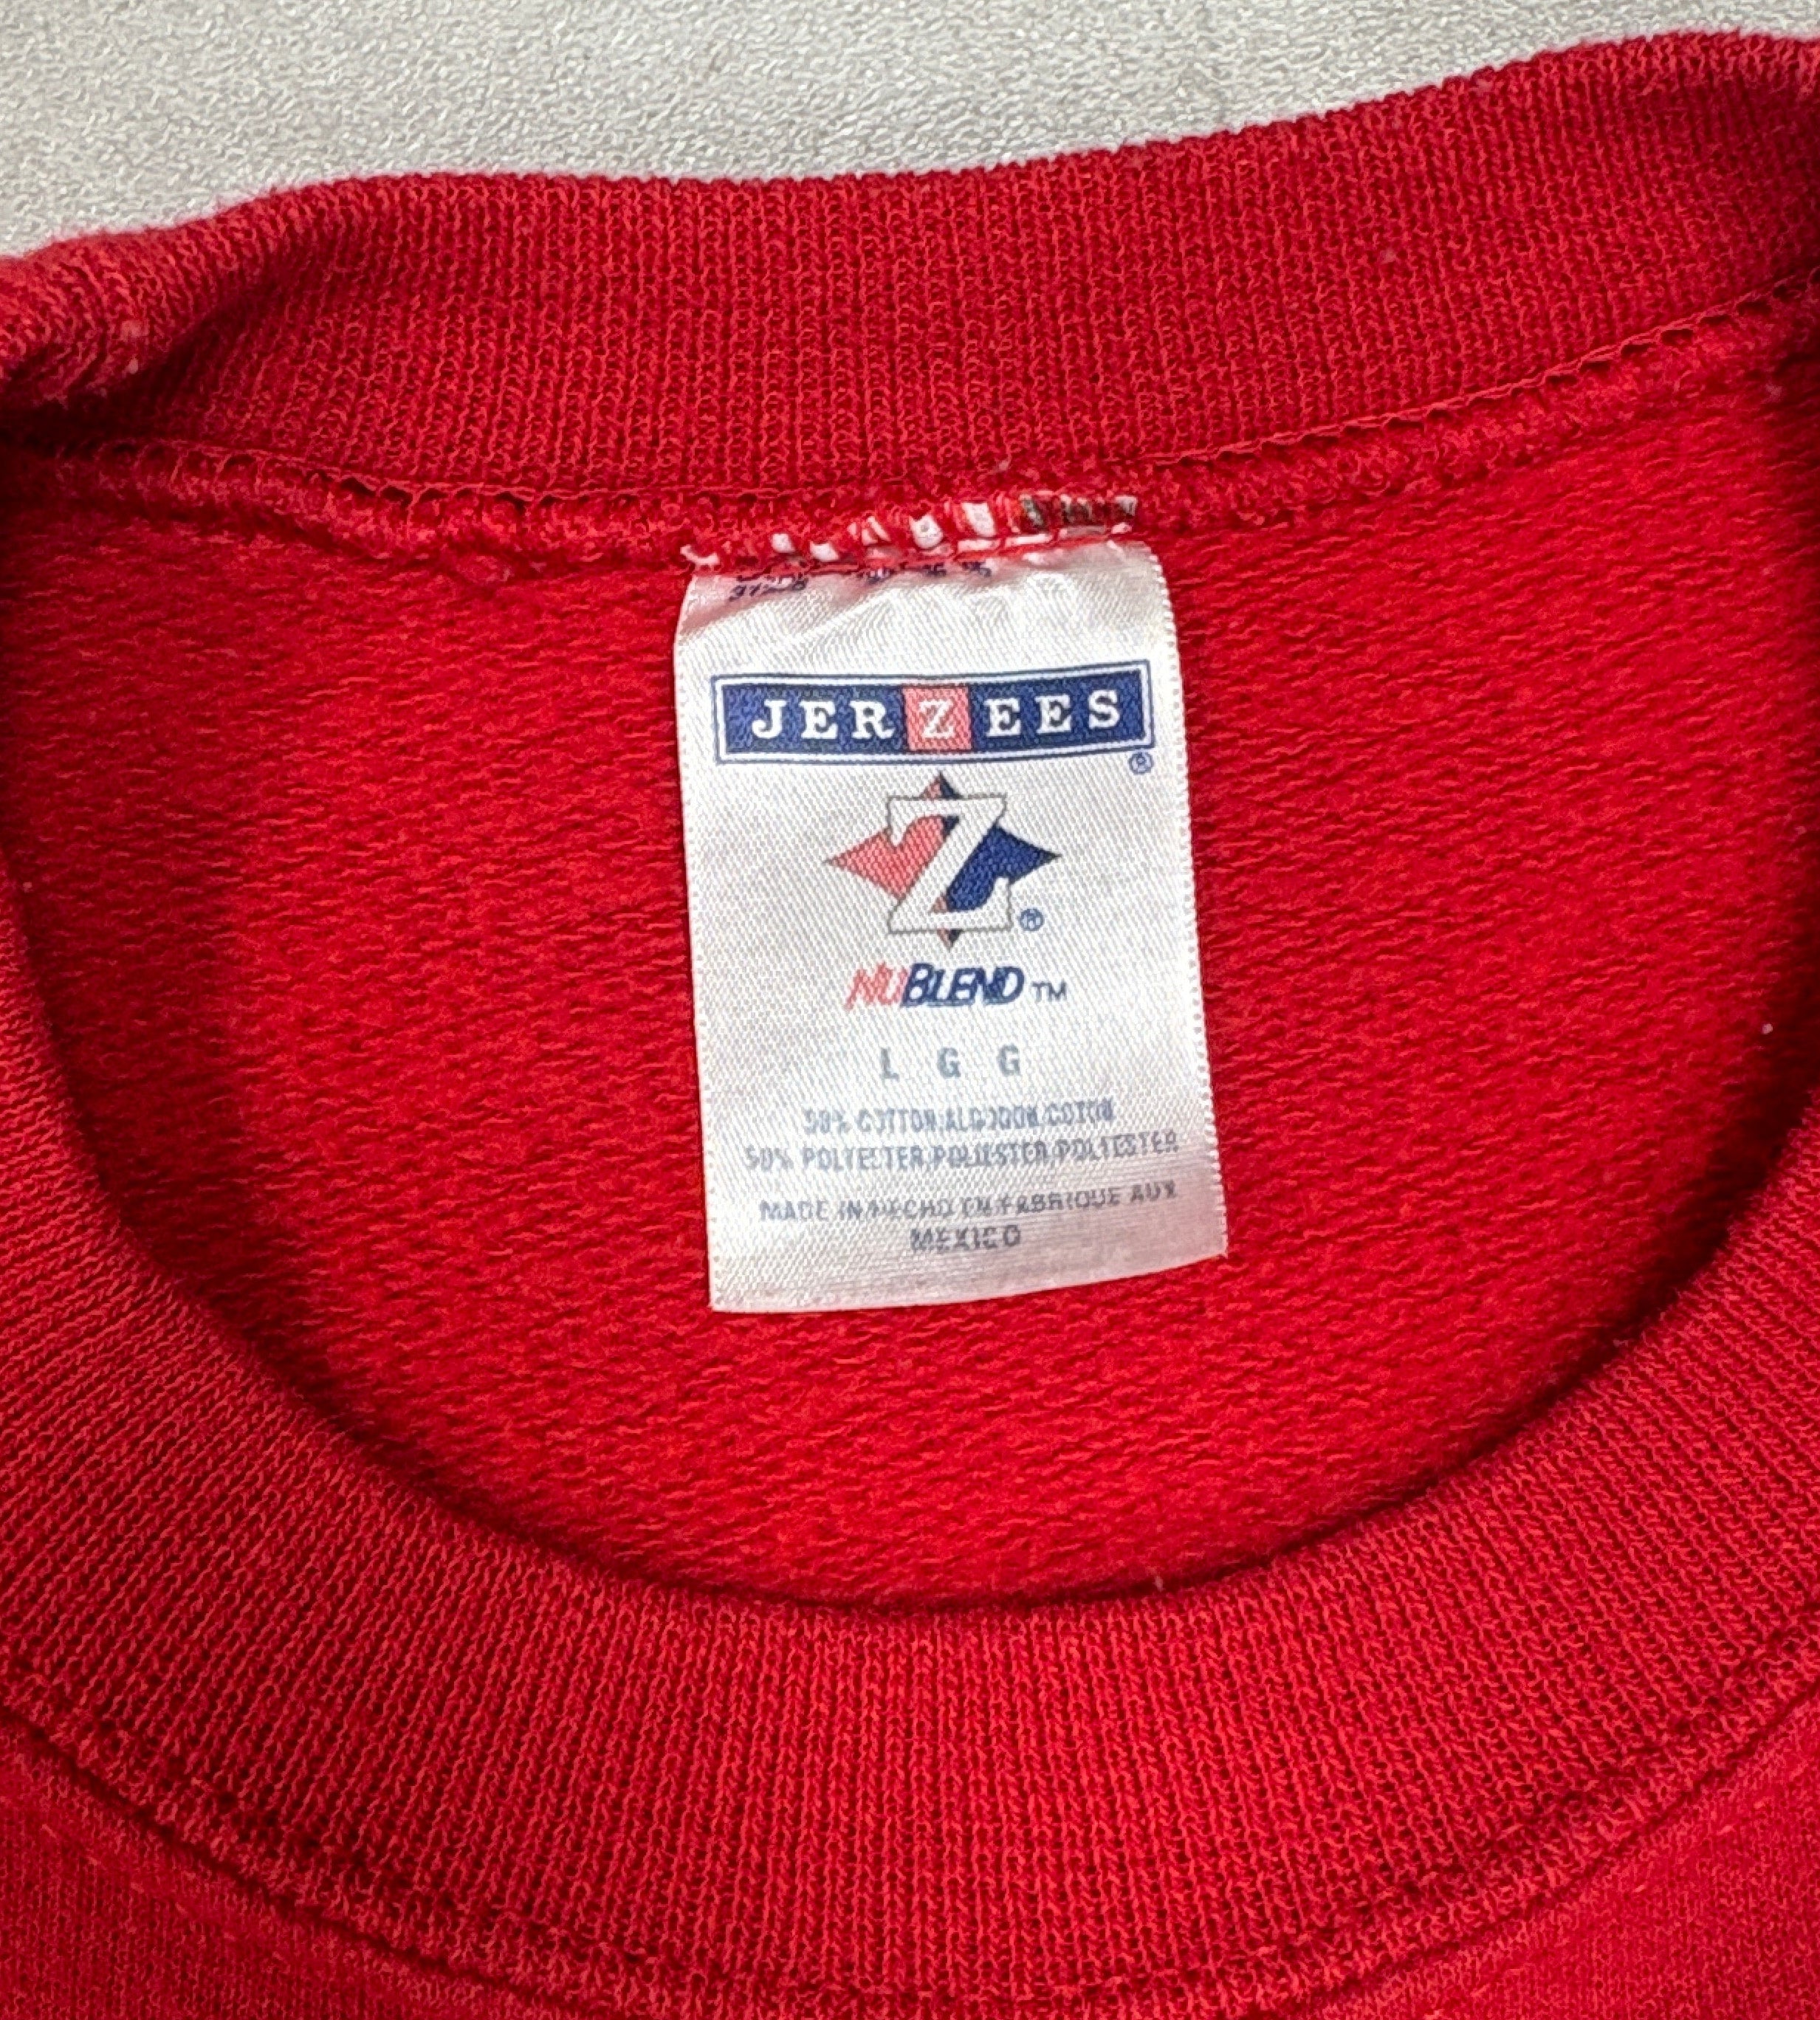 JERZEES
®
Z
®
NUBLEND TM
L G G
50% COTTON/ALGODON/COTON
50% POLYESTER/POLIESTER/POLYESTER
MADE IN/HECHO EN/FABRIQUE AUX
MEXICO